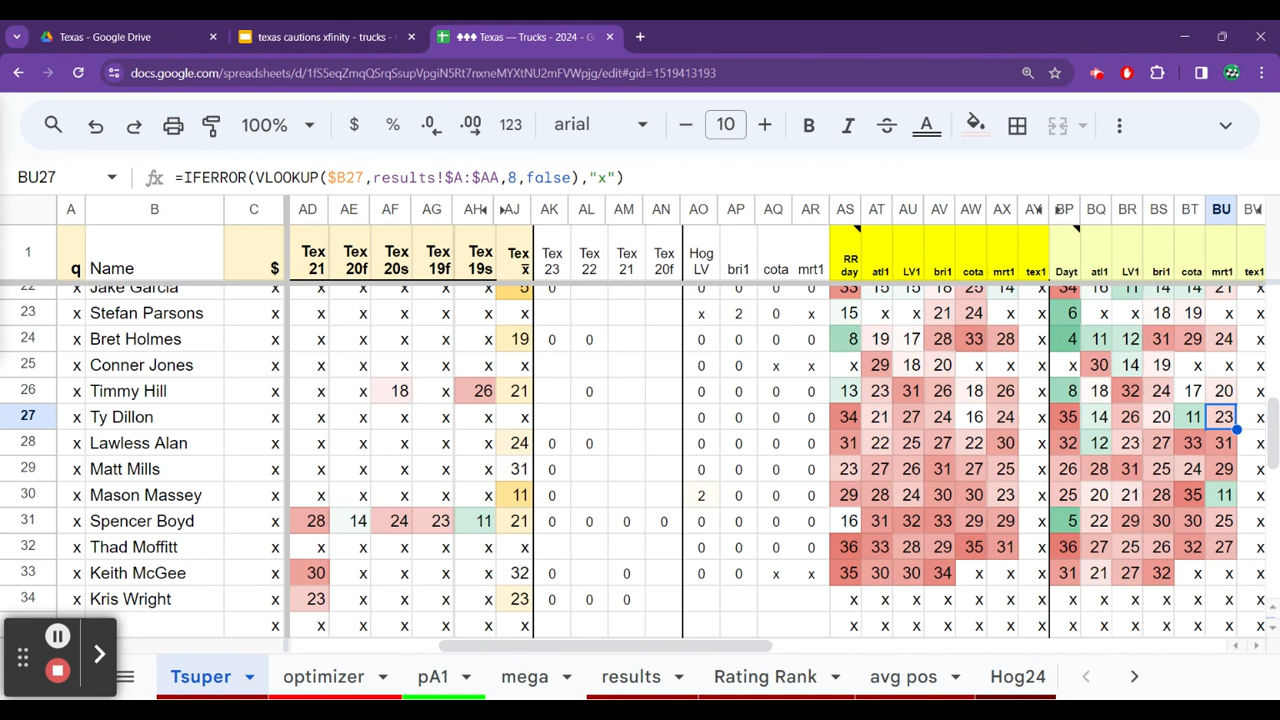 Texas - Google Drive
texas cautions xfinity - trucks -
♦♦♦ Texas — Trucks - 2024 - G
docs.google.com/spreadsheets/d/1fS5eqZmqQSrqSsupVpgiN5Rt7nxneMYXtNU2mFVWpjg/edit#gid=1519413193
100% $ % .0 .00 123 arial 10 B I S A
BU27 fx =IFERROR(VLOOKUP($B27,results!$A:$AA,8,false),"x")
A B C AD AE AF AG AH AJ AK AL AM AN AO AP AQ AR AS AT AU AV AW AX AY BP BQ BR BS BT BU BV
1 q Name $ Tex 21 Tex 20f Tex 20s Tex 19f Tex 19s Tex x̅ Tex 23 Tex 22 Tex 21 Tex 20f Hog LV bri1 cota mrt1 RR day atl1 LV1 bri1 cota mrt1 tex1 Dayt atl1 LV1 bri1 cota mrt1 tex1
22 x Jake Garcia x x x x x x 5 0 0 0 0 0 33 15 15 18 25 14 x 34 16 11 14 14 21 x
23 x Stefan Parsons x x x x x x x x 2 0 x 15 x x 21 24 x x 6 x x 18 19 x x
24 x Bret Holmes x x x x x x 19 0 0 0 0 0 0 8 19 17 28 33 28 x 4 11 12 31 29 24 x
25 x Conner Jones x x x x x x x 0 0 x x x 29 18 20 x x x x 30 14 19 x x x
26 x Timmy Hill x x x 18 x 26 21 0 0 0 0 0 13 23 31 26 18 26 x 8 18 32 24 17 20 x
27 x Ty Dillon x x x x x x x 0 0 0 0 34 21 27 24 16 24 x 35 14 26 20 11 23 x
28 x Lawless Alan x x x x x x 24 0 0 0 0 0 0 31 22 25 27 22 30 x 32 12 23 27 33 31 x
29 x Matt Mills x x x x x x 31 0 0 0 0 0 23 27 26 31 27 25 x 26 28 31 25 24 29 x
30 x Mason Massey x x x x x x 11 0 2 0 0 0 29 28 24 30 30 23 x 25 20 21 28 35 11 x
31 x Spencer Boyd x 28 14 24 23 11 21 0 0 0 0 0 0 0 0 16 31 32 33 29 29 x 5 22 29 30 30 25 x
32 x Thad Moffitt x x x x x x x 0 0 0 0 36 33 28 29 35 31 x 36 27 25 26 32 27 x
33 x Keith McGee x 30 x x x x 32 0 0 0 0 x x 35 30 30 34 x x x 31 21 27 32 x x x
34 x Kris Wright x 23 x x x x 23 0 0 0 x x x x x x x x x x x x x x
x x x x x x x x x x x x x x x x x x x x x x
Tsuper optimizer pA1 mega results Rating Rank avg pos Hog24